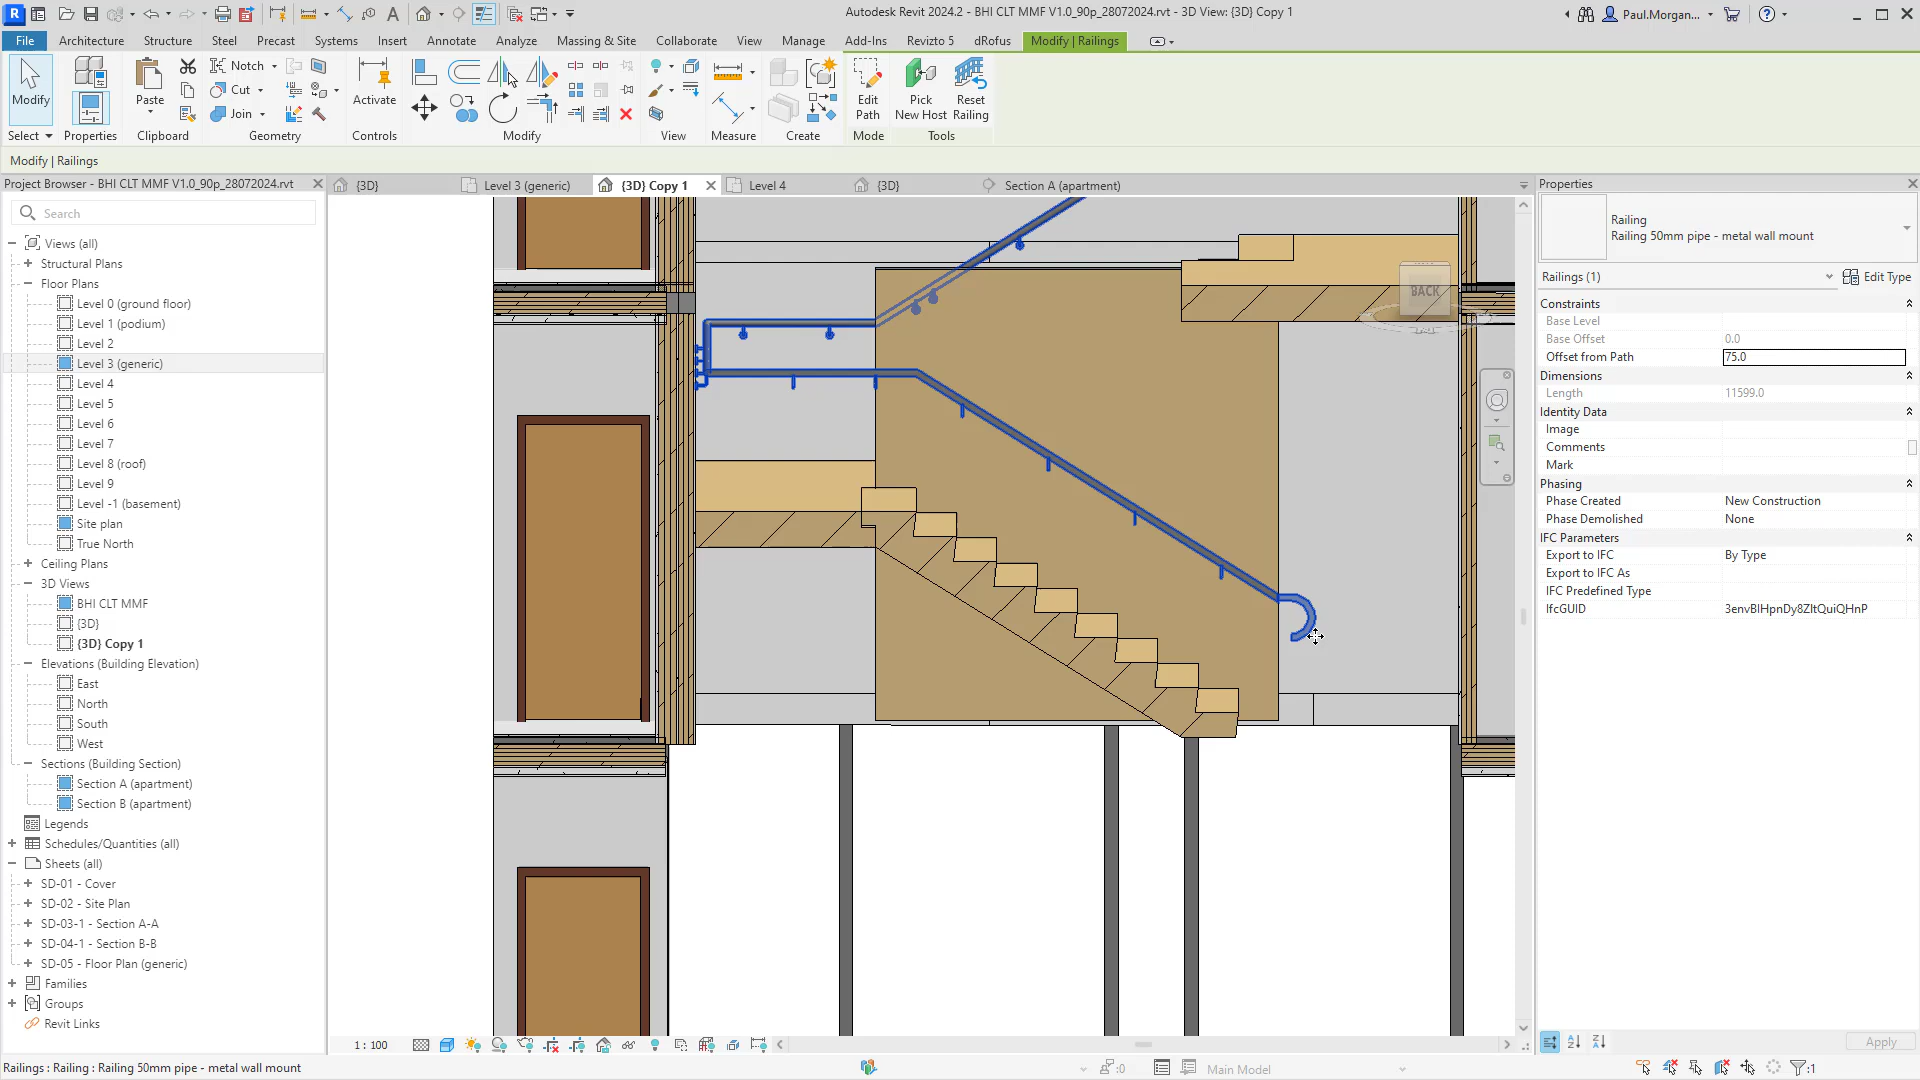 Autodesk Revit 2024.2 - BHI CLT MMF V1.0_90p_28072024.rvt - 3D View: {3D} Copy 1
Paul.Morgan...
File Architecture Structure Steel Precast Systems Insert Annotate Analyze Massing & Site Collaborate View Manage Add-Ins Revizto 5 dRofus Modify | Railings
Modify
Select
Properties
Paste
Clipboard
Notch
Cut
Join
Geometry
Activate
Controls
Modify
View
Measure
Create
Edit Path
Mode
Pick New Host
Reset Railing
Tools
Modify | Railings
Project Browser - BHI CLT MMF V1.0_90p_28072024.rvt
{3D}
Level 3 (generic)
{3D} Copy 1
Level 4
{3D}
Section A (apartment)
Search
Views (all)
Structural Plans
Floor Plans
Level 0 (ground floor)
Level 1 (podium)
Level 2
Level 3 (generic)
Level 4
Level 5
Level 6
Level 7
Level 8 (roof)
Level 9
Level -1 (basement)
Site plan
True North
Ceiling Plans
3D Views
BHI CLT MMF
{3D}
{3D} Copy 1
Elevations (Building Elevation)
East
North
South
West
Sections (Building Section)
Section A (apartment)
Section B (apartment)
Legends
Schedules/Quantities (all)
Sheets (all)
SD-01 - Cover
SD-02 - Site Plan
SD-03-1 - Section A-A
SD-04-1 - Section B-B
SD-05 - Floor Plan (generic)
Families
Groups
Revit Links
BACK
1 : 100
Properties
Railing
Railing 50mm pipe - metal wall mount
Railings (1)
Edit Type
Constraints
Base Level
Base Offset 0.0
Offset from Path 75.0
Dimensions
Length 11599.0
Identity Data
Image
Comments
Mark
Phasing
Phase Created New Construction
Phase Demolished None
IFC Parameters
Export to IFC By Type
Export to IFC As
IFC Predefined Type
IfcGUID 3envBlHpnDy8ZltQuiQHnP
Apply
Railings : Railing : Railing 50mm pipe - metal wall mount
:0
Main Model
:1